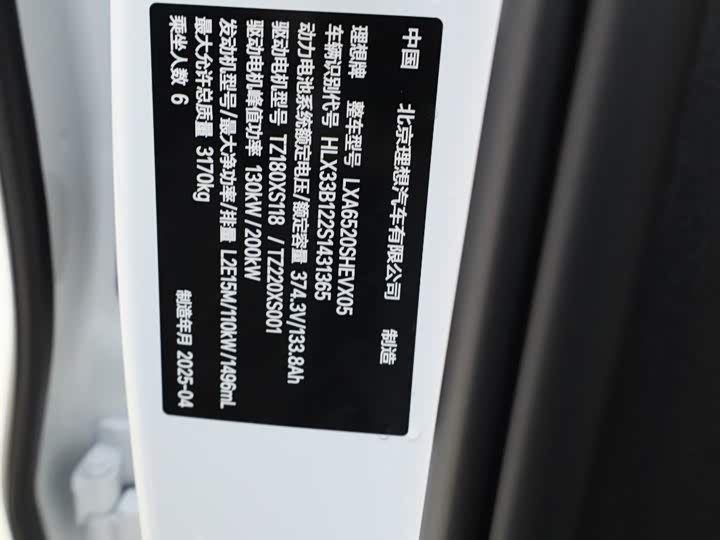 中国 北京理想汽车有限公司 制造
理想牌 整车型号 LXA6520SHEVX05
车辆识别代号 HLX33B122S1431365
动力电池系统额定电压/额定容量 374.3V/133.8Ah
驱动电机型号 TZ180XS118 / TZ220XS001
驱动电机峰值功率 130kW / 200kW
发动机型号/最大净功率/排量 L2E15M/110kW/1496mL
最大允许总质量 3170kg
乘坐人数 6 制造年月 2025-04